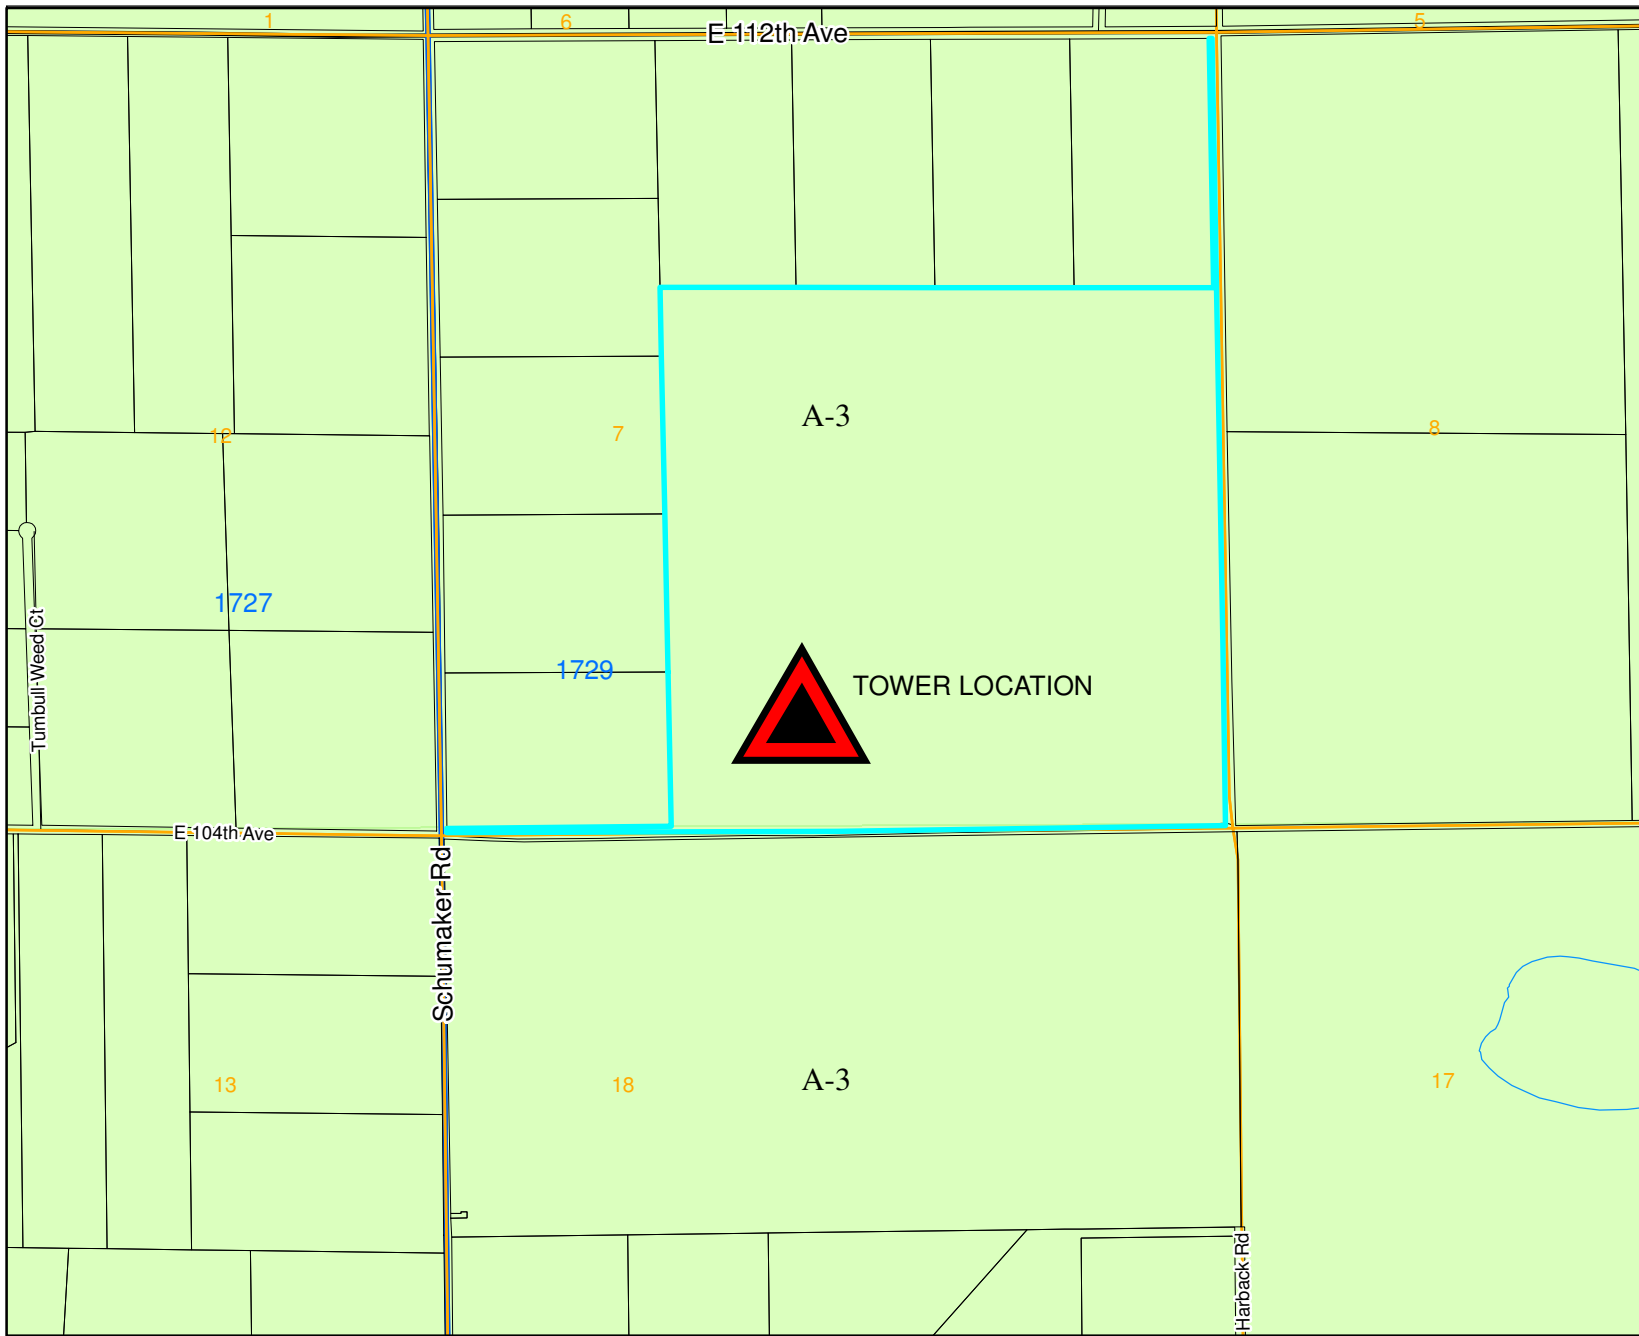 1
6
5
E 112th Ave
A-3
7
8
12
1727
1729
Tumbull-Weed-Ct
TOWER LOCATION
E 104th Ave
Schumaker-Rd
A-3
13
18
17
Harback-Rd